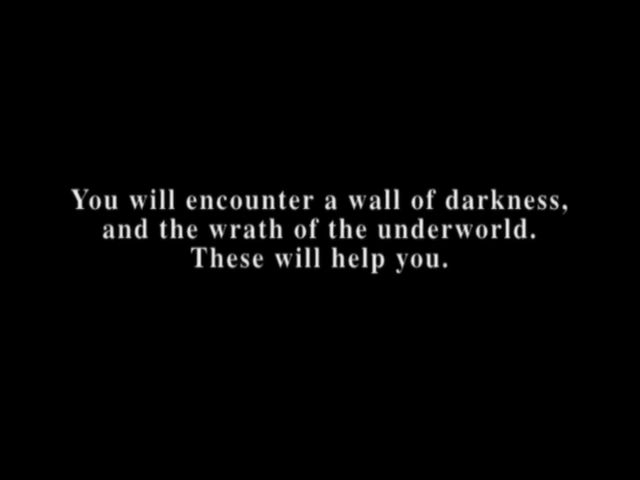 You will encounter a wall of darkness,
and the wrath of the underworld.
These will help you.